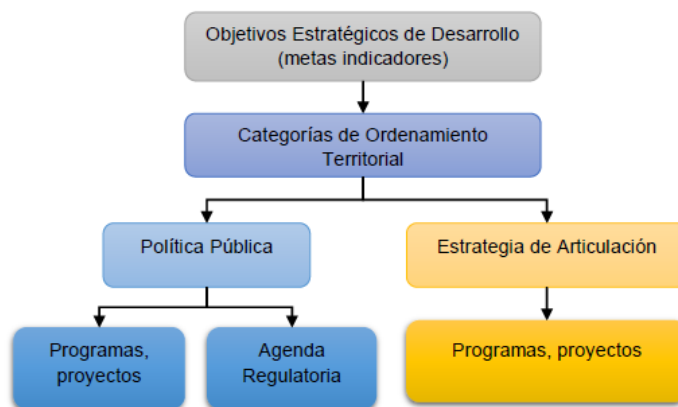 Objetivos Estratégicos de Desarrollo
(metas indicadores)
Categorías de Ordenamiento
Territorial
Política Pública
Estrategia de Articulación
Programas,
proyectos
Agenda
Regulatoria
Programas, proyectos